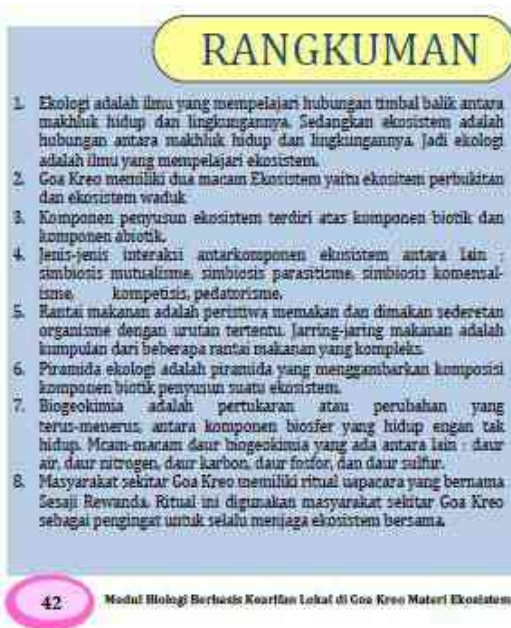 RANGKUMAN
1. Ekologi adalah ilmu yang mempelajari hubungan timbal balik antara
makhluk hidup dan lingkungannya. Sedangkan ekosistem adalah
hubungan antara makhluk hidup dan lingkungannya. Jadi ekologi
adalah ilmu yang mempelajari ekosistem.
2. Goa Kreo memiliki dua macam Ekosistem yaitu ekositem perbukitan
dan ekosistem waduk
3. Komponen penyusun ekosistem terdiri atas komponen biotik dan
komponen abiotik.
4. Jenis-jenis interaksi antarkomponen ekosistem antara lain :
simbiosis mutualisme, simbiosis parasitisme, simbiosis komensal-
isme, kompetisis, pedatorisme,
5. Rantai makanan adalah peristiwa memakan dan dimakan sederetan
organisme dengan urutan tertentu. Jarring-jaring makanan adalah
kumpulan dari beberapa rantai makanan yang kompleks.
6. Piramida ekologi adalah piramida yang menggambarkan komposisi
komponen biotik penyusun suatu ekosistem.
7. Biogeokimia adalah pertukaran atau perubahan yang
terus-menerus, antara komponen biosfer yang hidup engan tak
hidup. Mcam-macam daur biogeokimia yang ada antara lain : daur
air, daur nitrogen, daur karbon, daur fosfor, dan daur sulfur.
8. Masyarakat sekitar Goa Kreo memiliki ritual uapacara yang bernama
Sesaji Rewanda. Ritual ini digunakan masyarakat sekitar Goa Kreo
sebagai pengingat untuk selalu menjaga ekosistem bersama.
42 Modul Biologi Berbasis Kearifan Lokal di Goa Kreo Materi Ekosistem